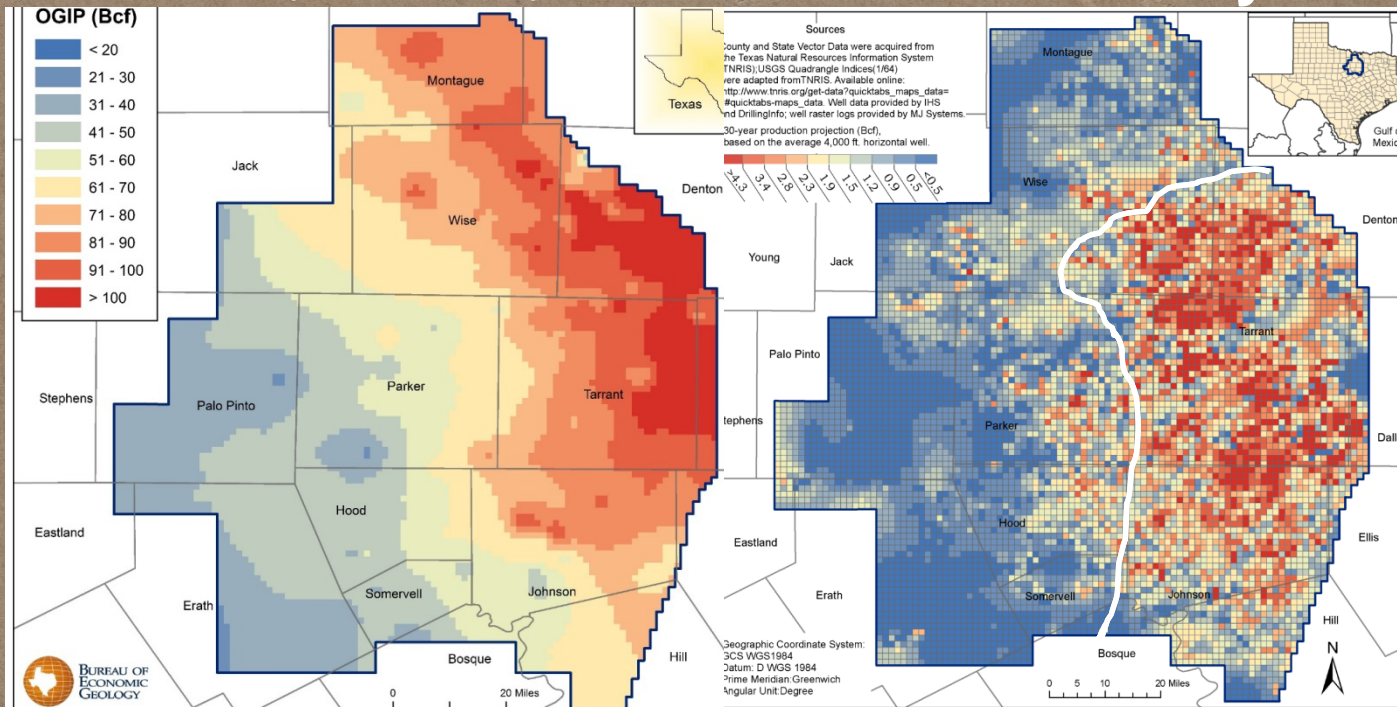 OGIP (Bcf)
< 20
21 - 30
31 - 40
41 - 50
51 - 60
61 - 70
71 - 80
81 - 90
91 - 100
> 100
Texas
Montague
Jack
Denton
Wise
Stephens
Palo Pinto
Parker
Tarrant
Eastland
Hood
Erath
Somervell
Johnson
Bosque
Hill
0
20 Miles
BUREAU OF
ECONOMIC
GEOLOGY
Sources
County and State Vector Data were acquired from
the Texas Natural Resources Information System
(TNRIS);USGS Quadrangle Indices(1/64)
were adapted fromTNRIS. Available online:
http://www.tnris.org/get-data?quicktabs_maps_data=
#quicktabs-maps_data. Well data provided by IHS
nd DrillingInfo; well raster logs provided by MJ Systems.
30-year production projection (Bcf),
based on the average 4,000 ft. horizontal well.
>4.3
3.4
2.8
2.3
1.9
1.5
1.2
0.9
0.5
<0.5
Gulf o
Mexic
Montague
Wise
Denton
Young
Jack
Tarrant
Palo Pinto
tephens
Parker
Dall
Hood
Eastland
Ellis
Erath
Somervell
Johnson
Hill
Bosque
N
Geographic Coordinate System:
GCS WGS1984
Datum: D WGS 1984
Prime Meridian:Greenwich
Angular Unit:Degree
0 5 10 20 Miles